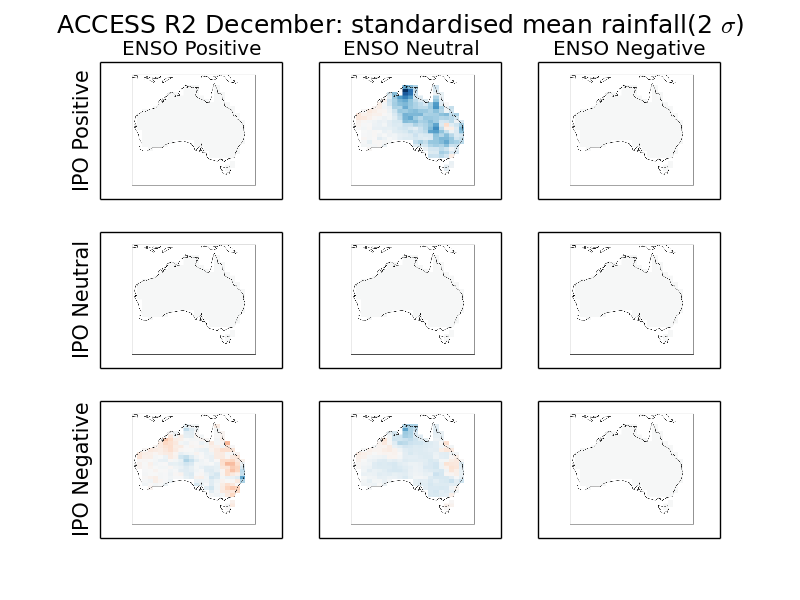 ACCESS R2 December: standardised mean rainfall(2 σ)
ENSO Positive ENSO Neutral ENSO Negative
IPO Positive
IPO Neutral
IPO Negative